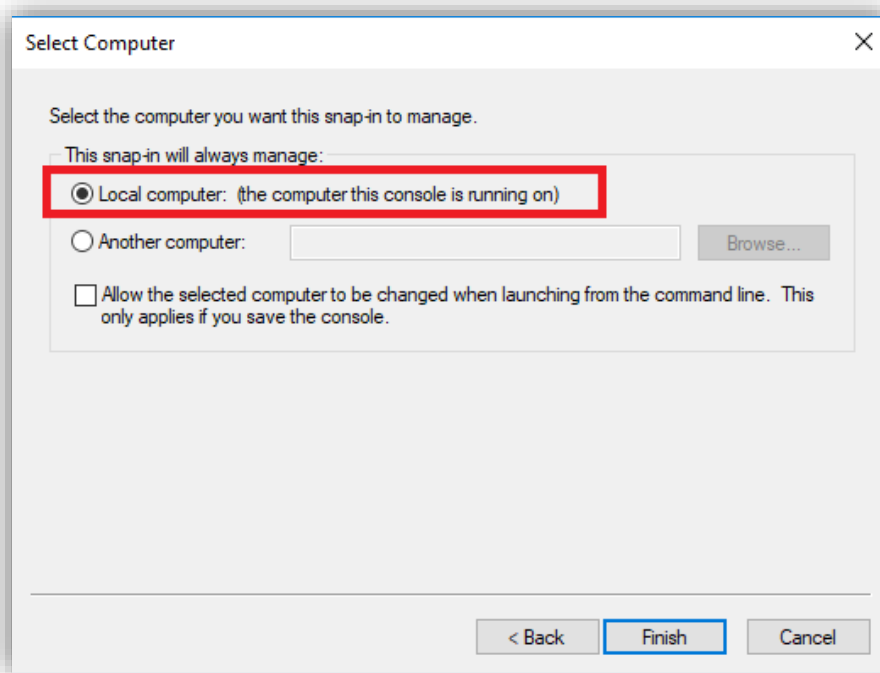 Select Computer
Select the computer you want this snap-in to manage.
This snap-in will always manage:
Local computer: (the computer this console is running on)
Another computer:
Browse...
Allow the selected computer to be changed when launching from the command line. This
only applies if you save the console.
< Back
Finish
Cancel